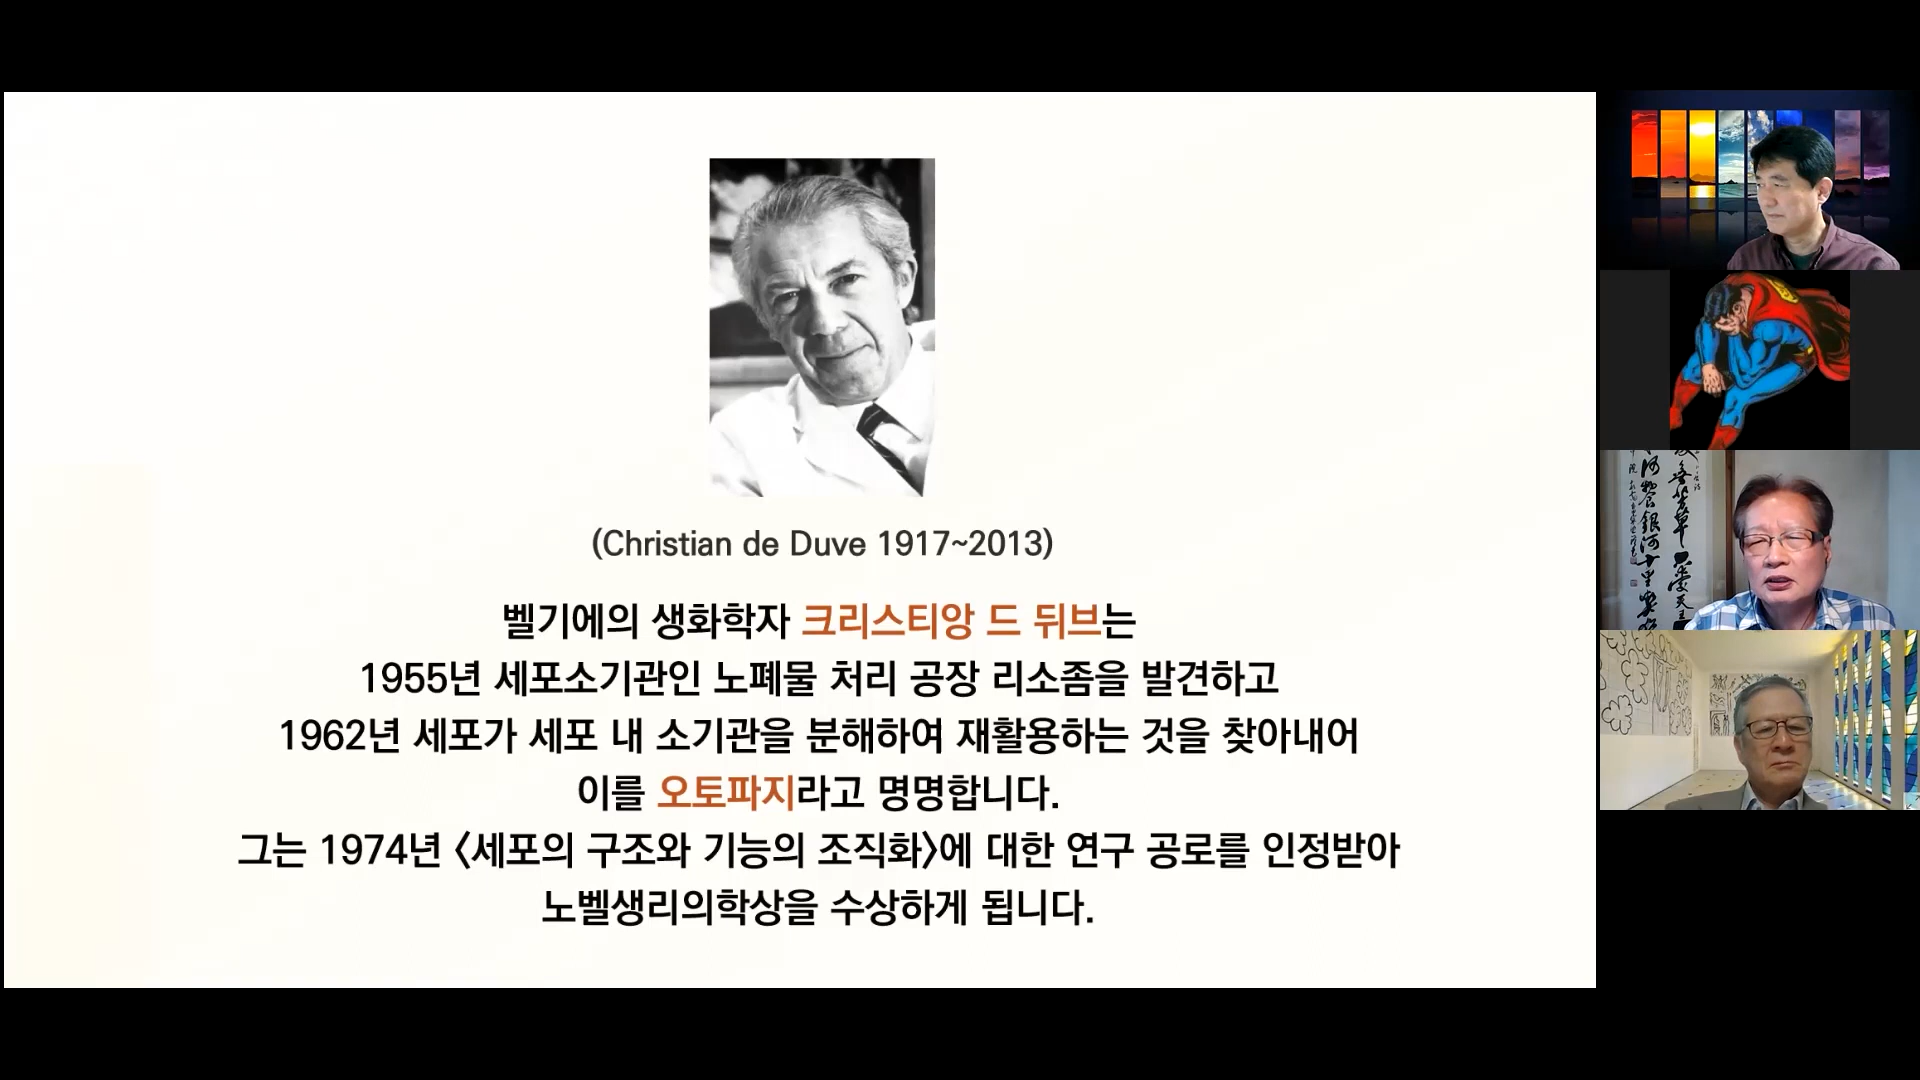 (Christian de Duve 1917~2013)
벨기에의 생화학자 크리스티앙 드 뒤브는
1955년 세포소기관인 노폐물 처리 공장 리소좀을 발견하고
1962년 세포가 세포 내 소기관을 분해하여 재활용하는 것을 찾아내어
이를 오토파지라고 명명합니다.
그는 1974년 〈세포의 구조와 기능의 조직화〉에 대한 연구 공로를 인정받아
노벨생리의학상을 수상하게 됩니다.